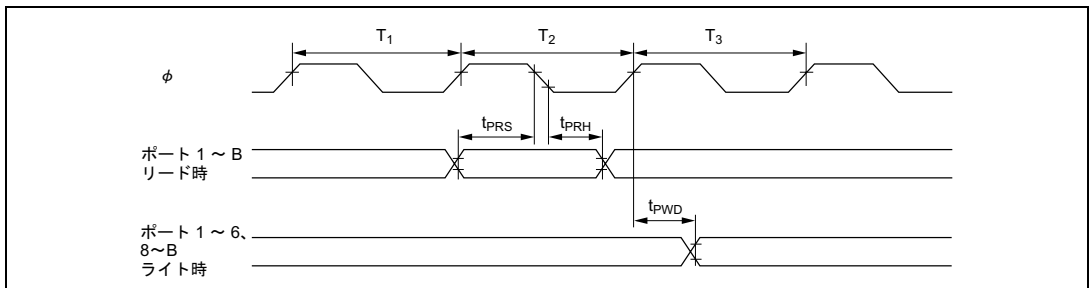 T1 T2 T3
φ
tPRS tPRH
ポート 1 ~ B
リード時
tPWD
ポート 1 ~ 6、
8~B
ライト時